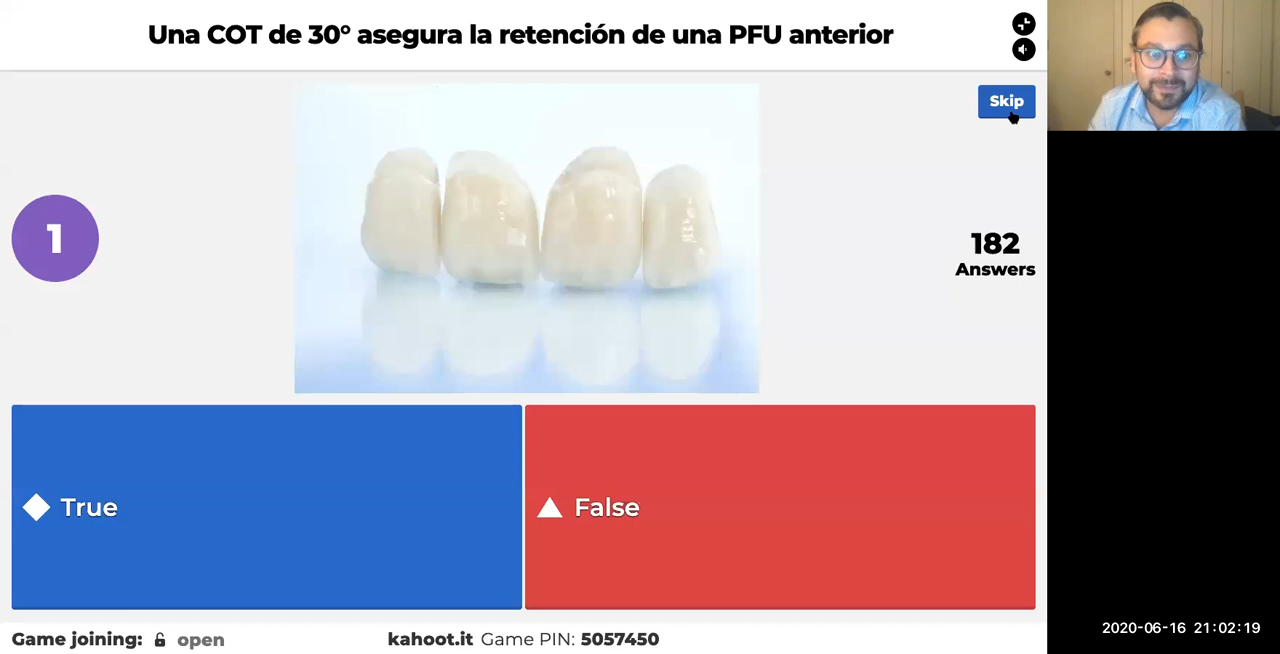 Una COT de 30° asegura la retención de una PFU anterior
Skip
1
182
Answers
True
False
Game joining: open
kahoot.it Game PIN: 5057450
2020-06-16 21:02:19